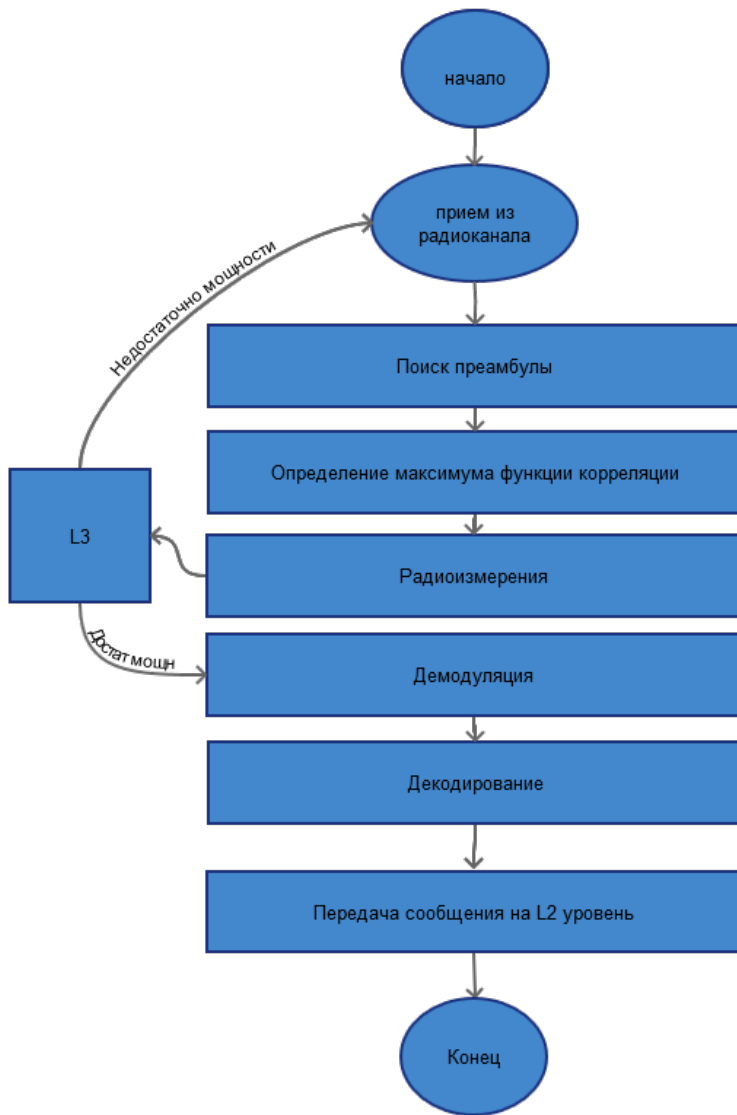 начало
прием из
радиоканала
Недостаточно мощности
Поиск преамбулы
Определение максимума функции корреляции
L3
Радиоизмерения
Достат мощн
Демодуляция
Декодирование
Передача сообщения на L2 уровень
Конец